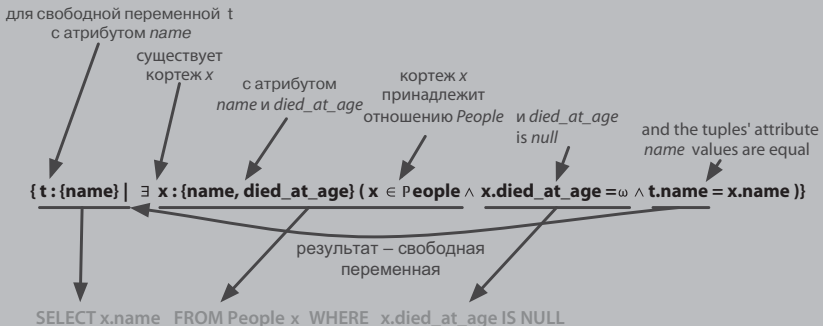 для свободной переменной t
с атрибутом name
существует
кортеж x
с атрибутом
name и died_at_age
кортеж x
принадлежит
отношению People
и died_at_age
is null
and the tuples' attribute
name values are equal
{ t : {name} | ∃ x : {name, died_at_age} ( x ∈ People ∧ x.died_at_age =ω ∧ t.name = x.name )}
результат – свободная
переменная
SELECT x.name FROM People x WHERE x.died_at_age IS NULL